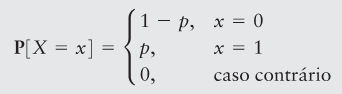 1 − p, x = 0
P[X = x] = { p, x = 1
0, caso contrário